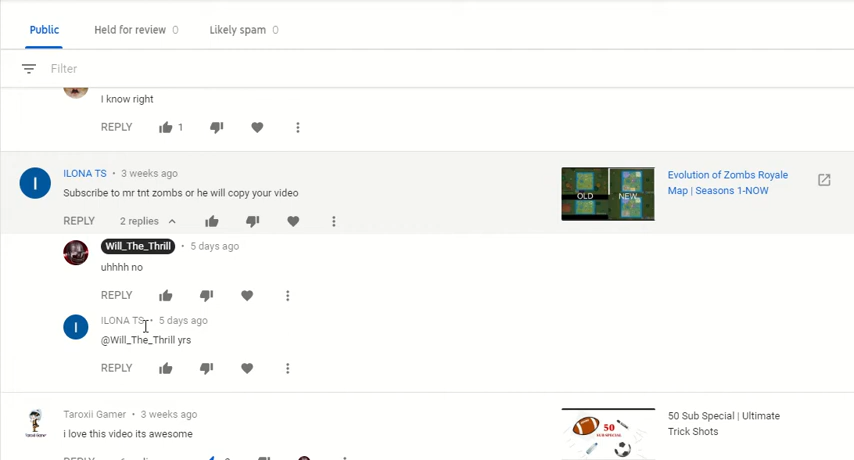 Public Held for review 0 Likely spam 0
Filter
I know right
REPLY 1
ILONA TS • 3 weeks ago
Subscribe to mr tnt zombs or he will copy your video
REPLY 2 replies
OLD NEW
Evolution of Zombs Royale
Map | Seasons 1-NOW
Will_The_Thrill • 5 days ago
uhhhh no
REPLY
ILONA TS • 5 days ago
@Will_The_Thrill yrs
REPLY
Taroxii Gamer • 3 weeks ago
i love this video its awesome
50
SUB SPECIAL
50 Sub Special | Ultimate
Trick Shots